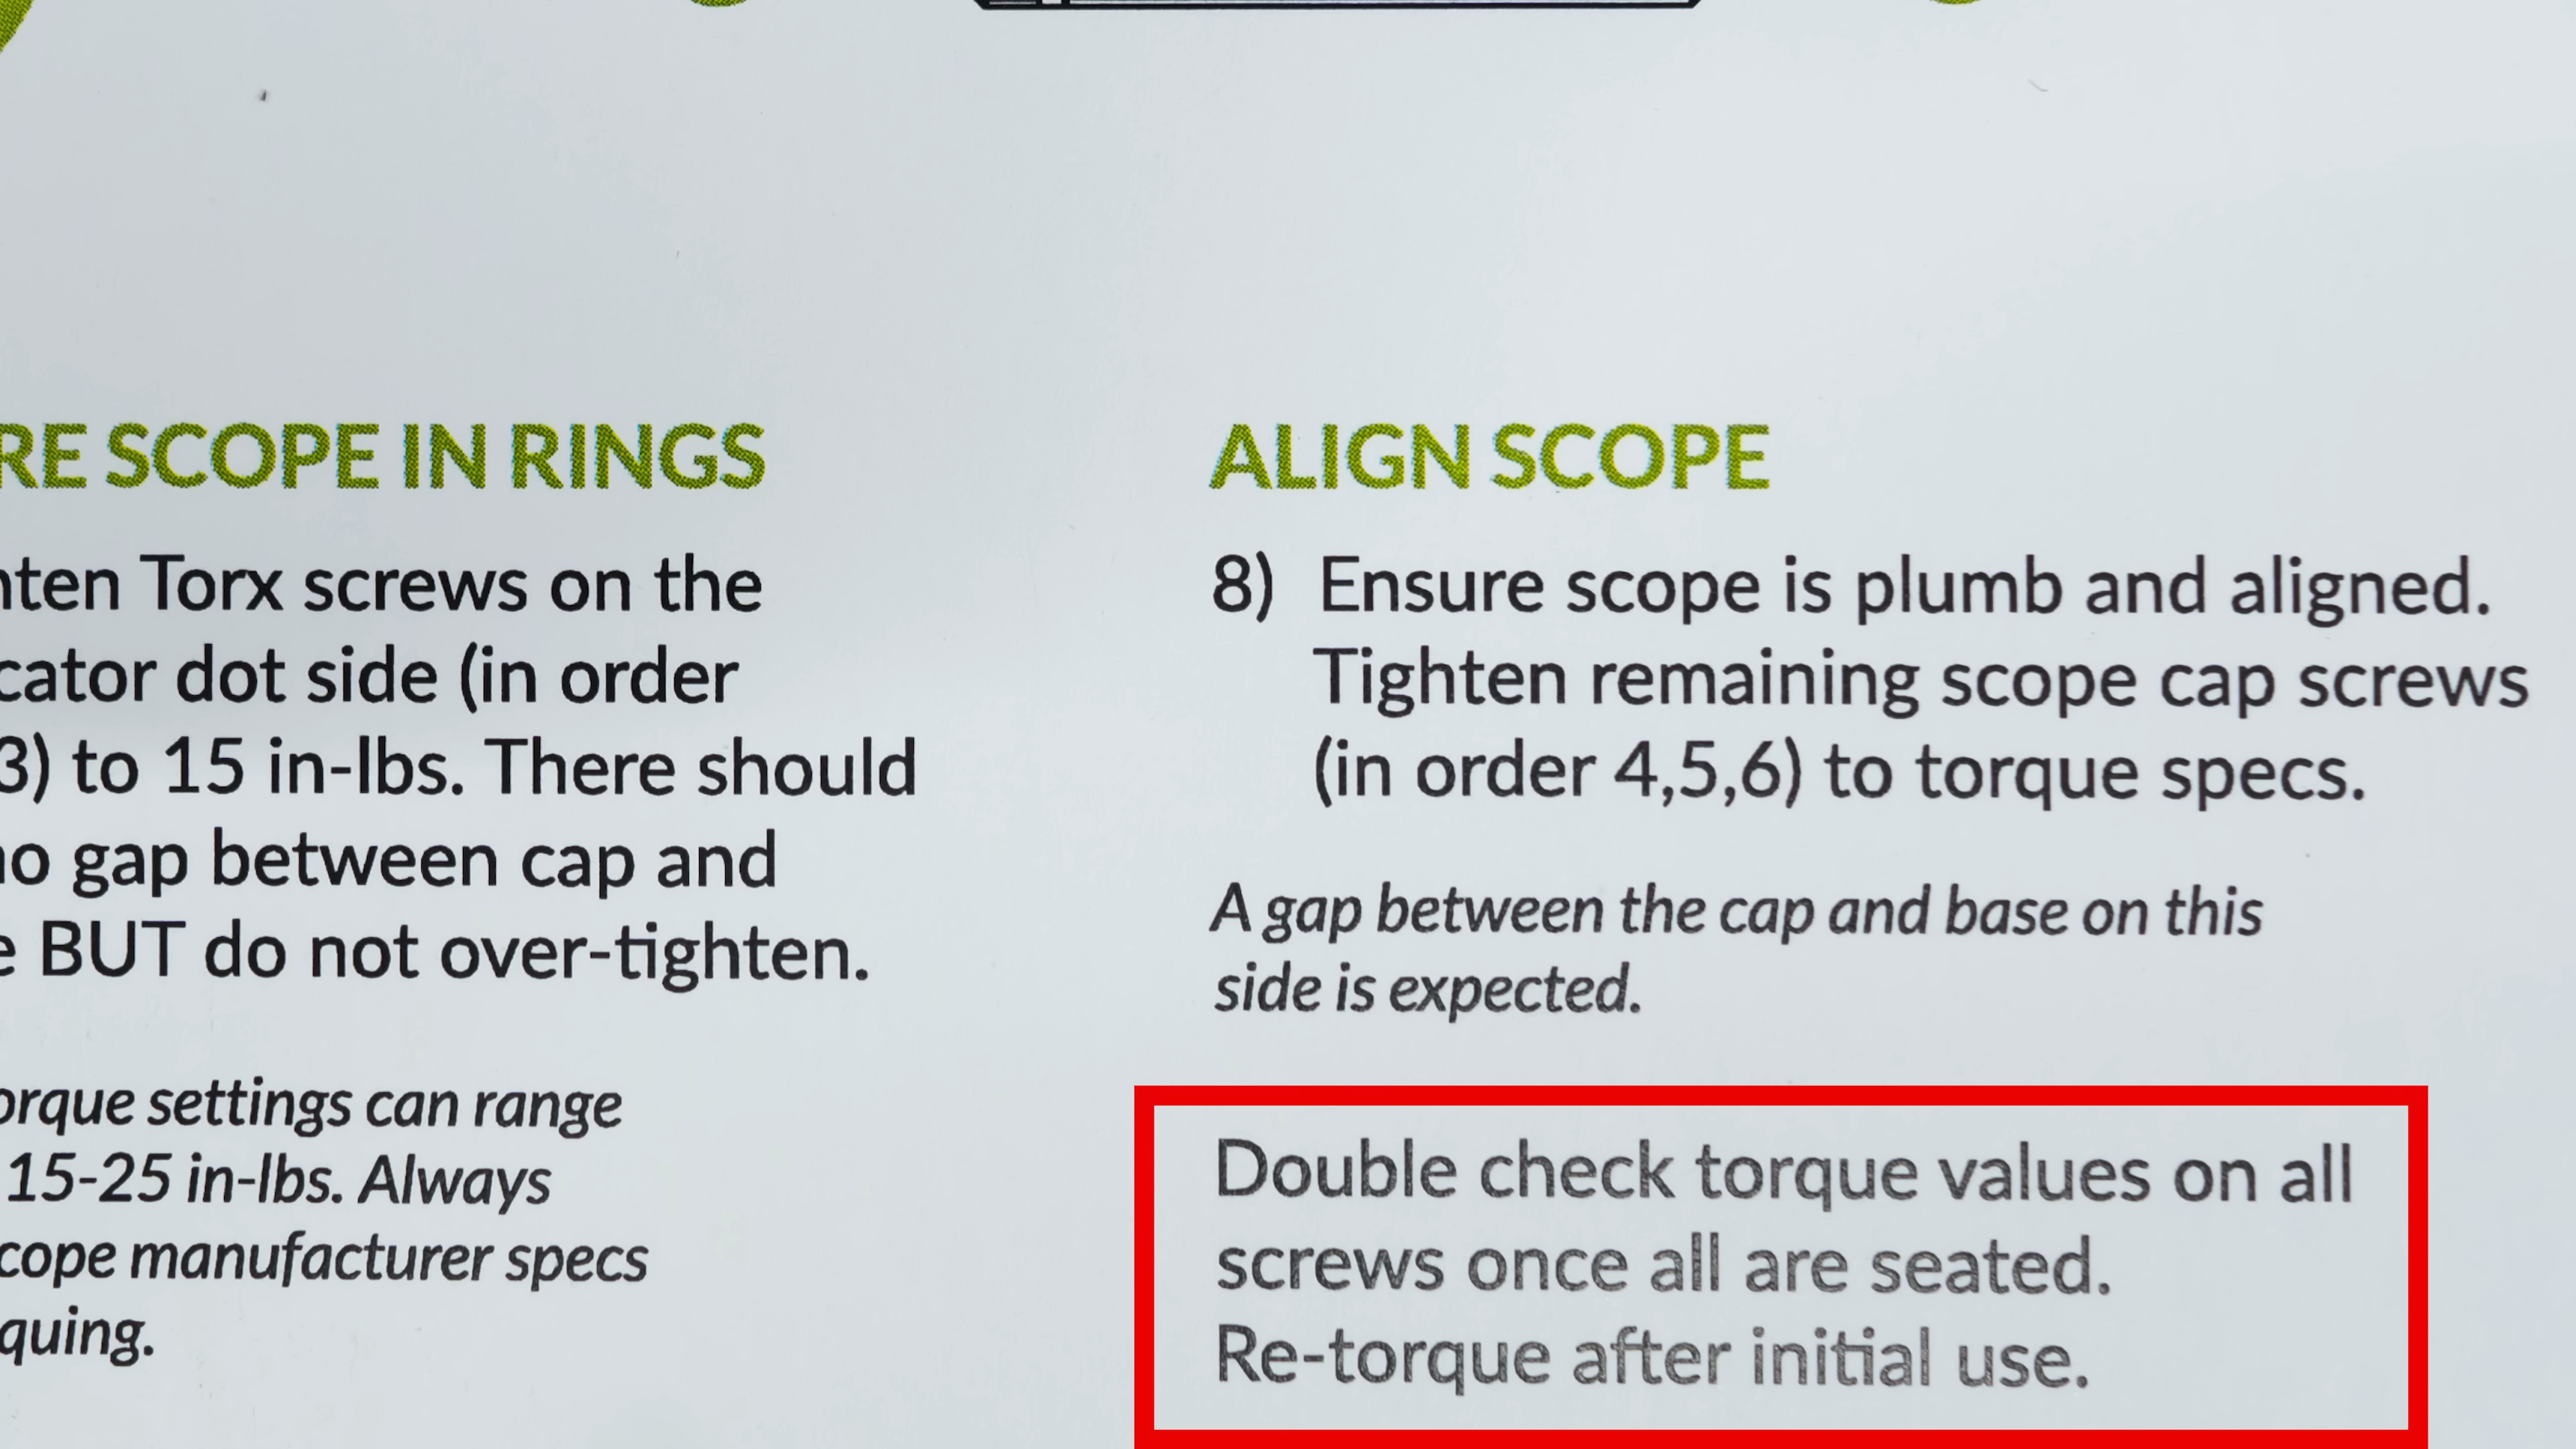 RE SCOPE IN RINGS
hten Torx screws on the
cator dot side (in order
3) to 15 in-lbs. There should
no gap between cap and
e BUT do not over-tighten.
orque settings can range
15-25 in-lbs. Always
cope manufacturer specs
quing.
ALIGN SCOPE
8) Ensure scope is plumb and aligned.
Tighten remaining scope cap screws
(in order 4,5,6) to torque specs.
A gap between the cap and base on this
side is expected.
Double check torque values on all
screws once all are seated.
Re-torque after initial use.